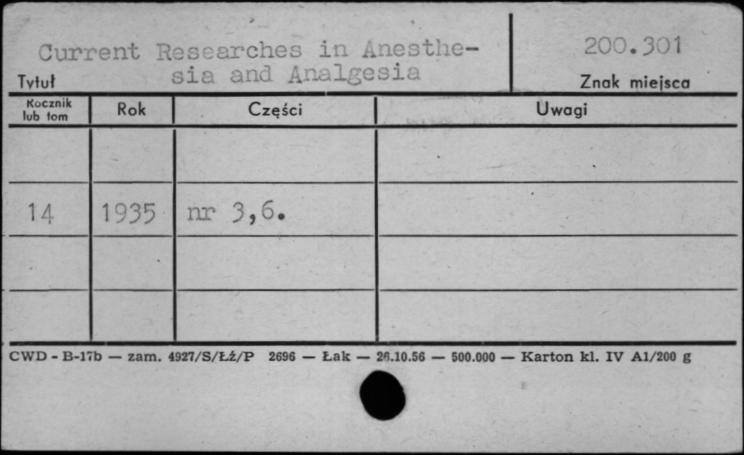 Current Researches in Anesthe-
sia and Analgesia
200.301
Tytuł
Znak miejsca
Rocznik
lub tom
Rok
Części
Uwagi
14
1935
nr 3,6.
CWD - B-17b — zam. 4927/S/Łż/P 2696 — Łak — 26.10.56 — 500.000 — Karton kl. IV A1/200 g